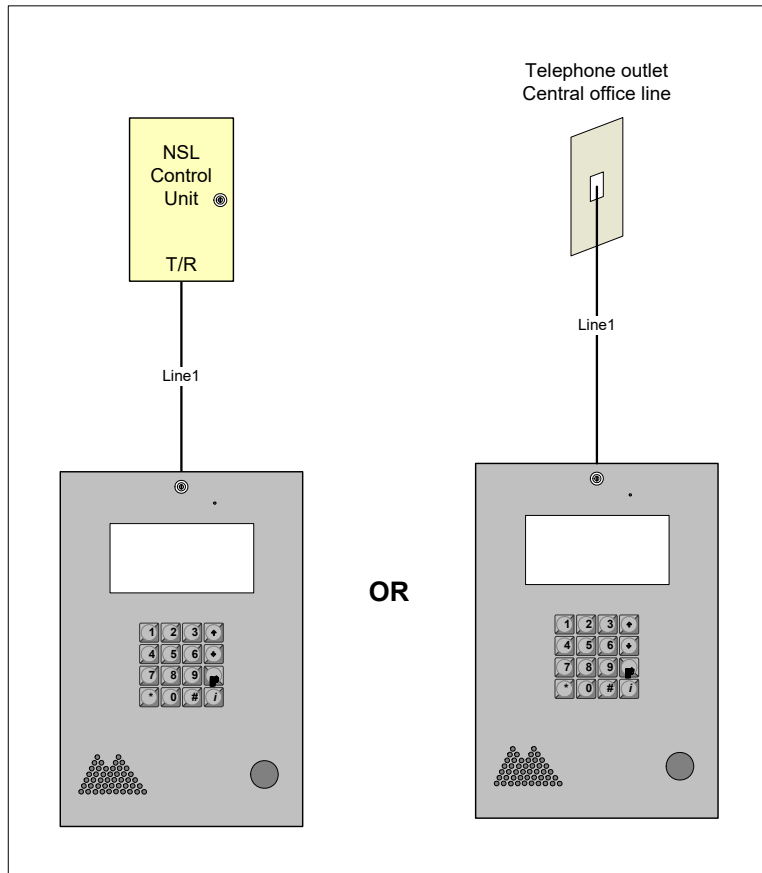 NSL
Control
Unit
T/R
Line1
1 2 3
4 5 6
7 8 9
* 0 # i
OR
Telephone outlet
Central office line
Line1
1 2 3
4 5 6
7 8 9
* 0 # i